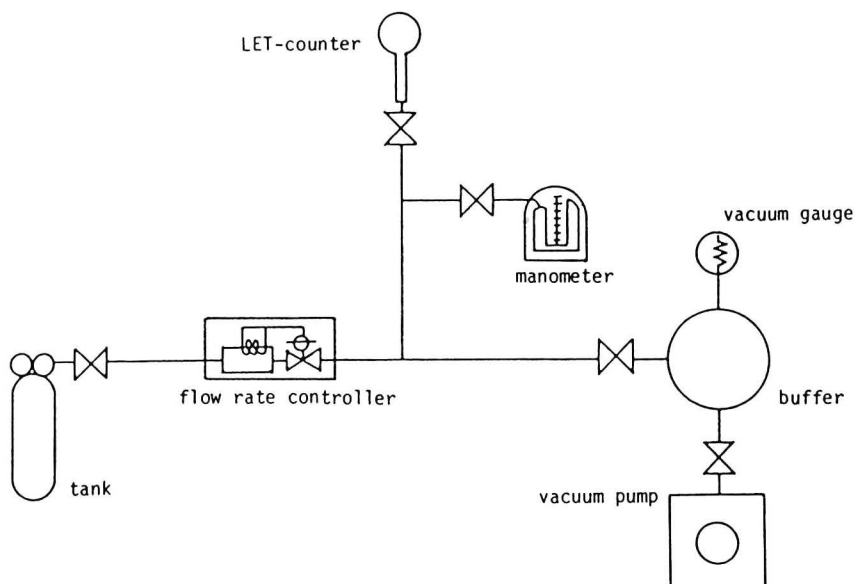 LET-counter
vacuum gauge
manometer
flow rate controller
buffer
tank
vacuum pump